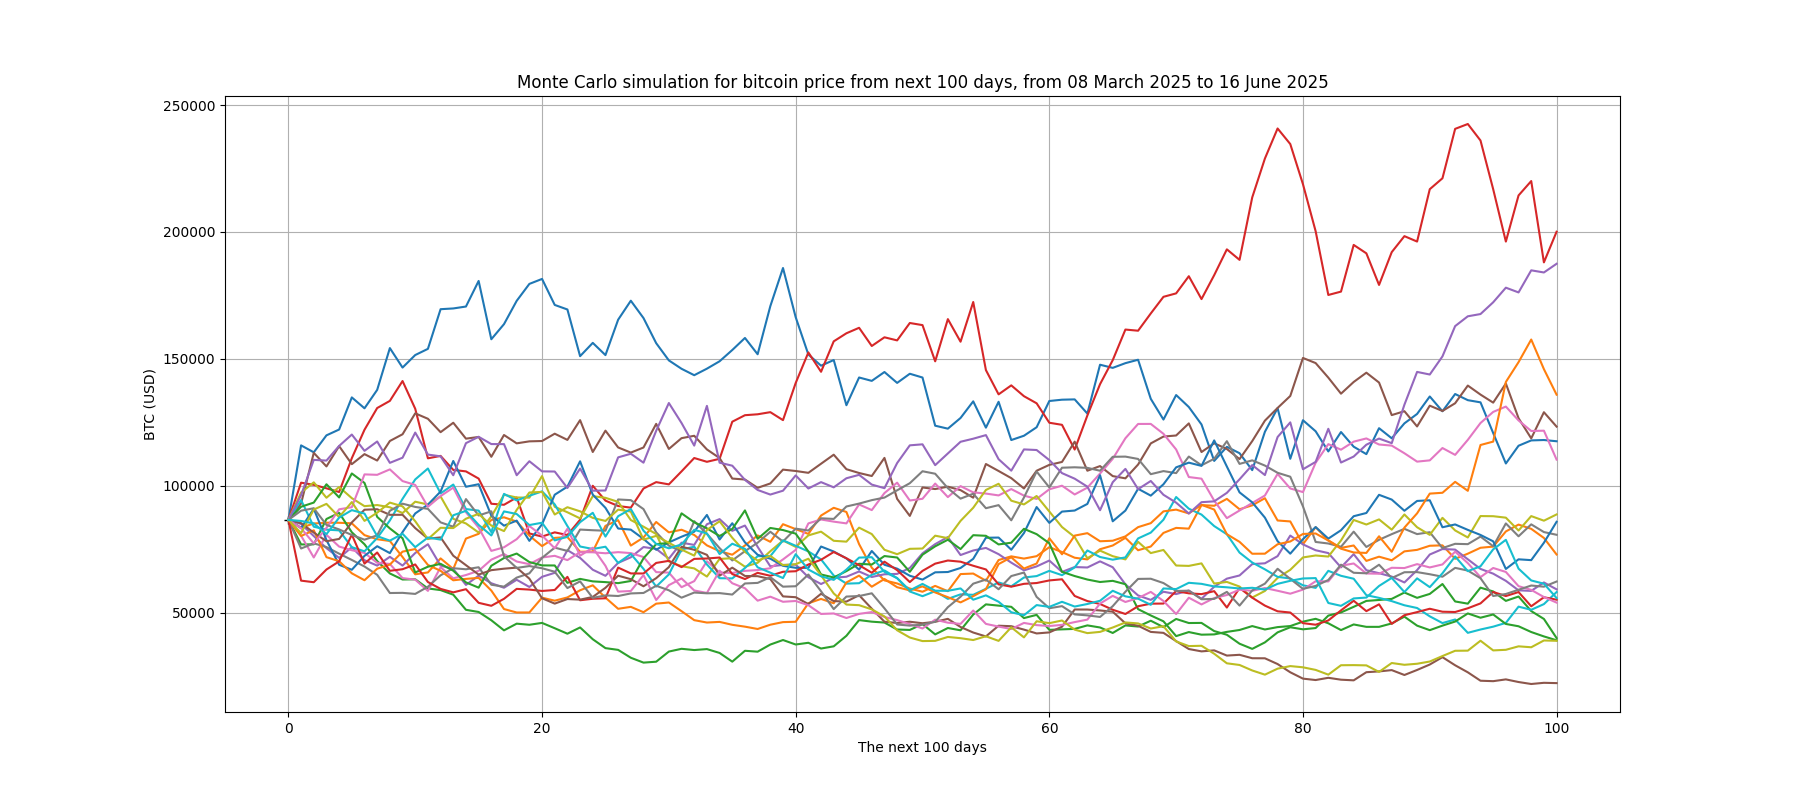 Monte Carlo simulation for bitcoin price from next 100 days, from 08 March 2025 to 16 June 2025
250000
200000
150000
100000
50000
BTC (USD)
0 20 40 60 80 100
The next 100 days